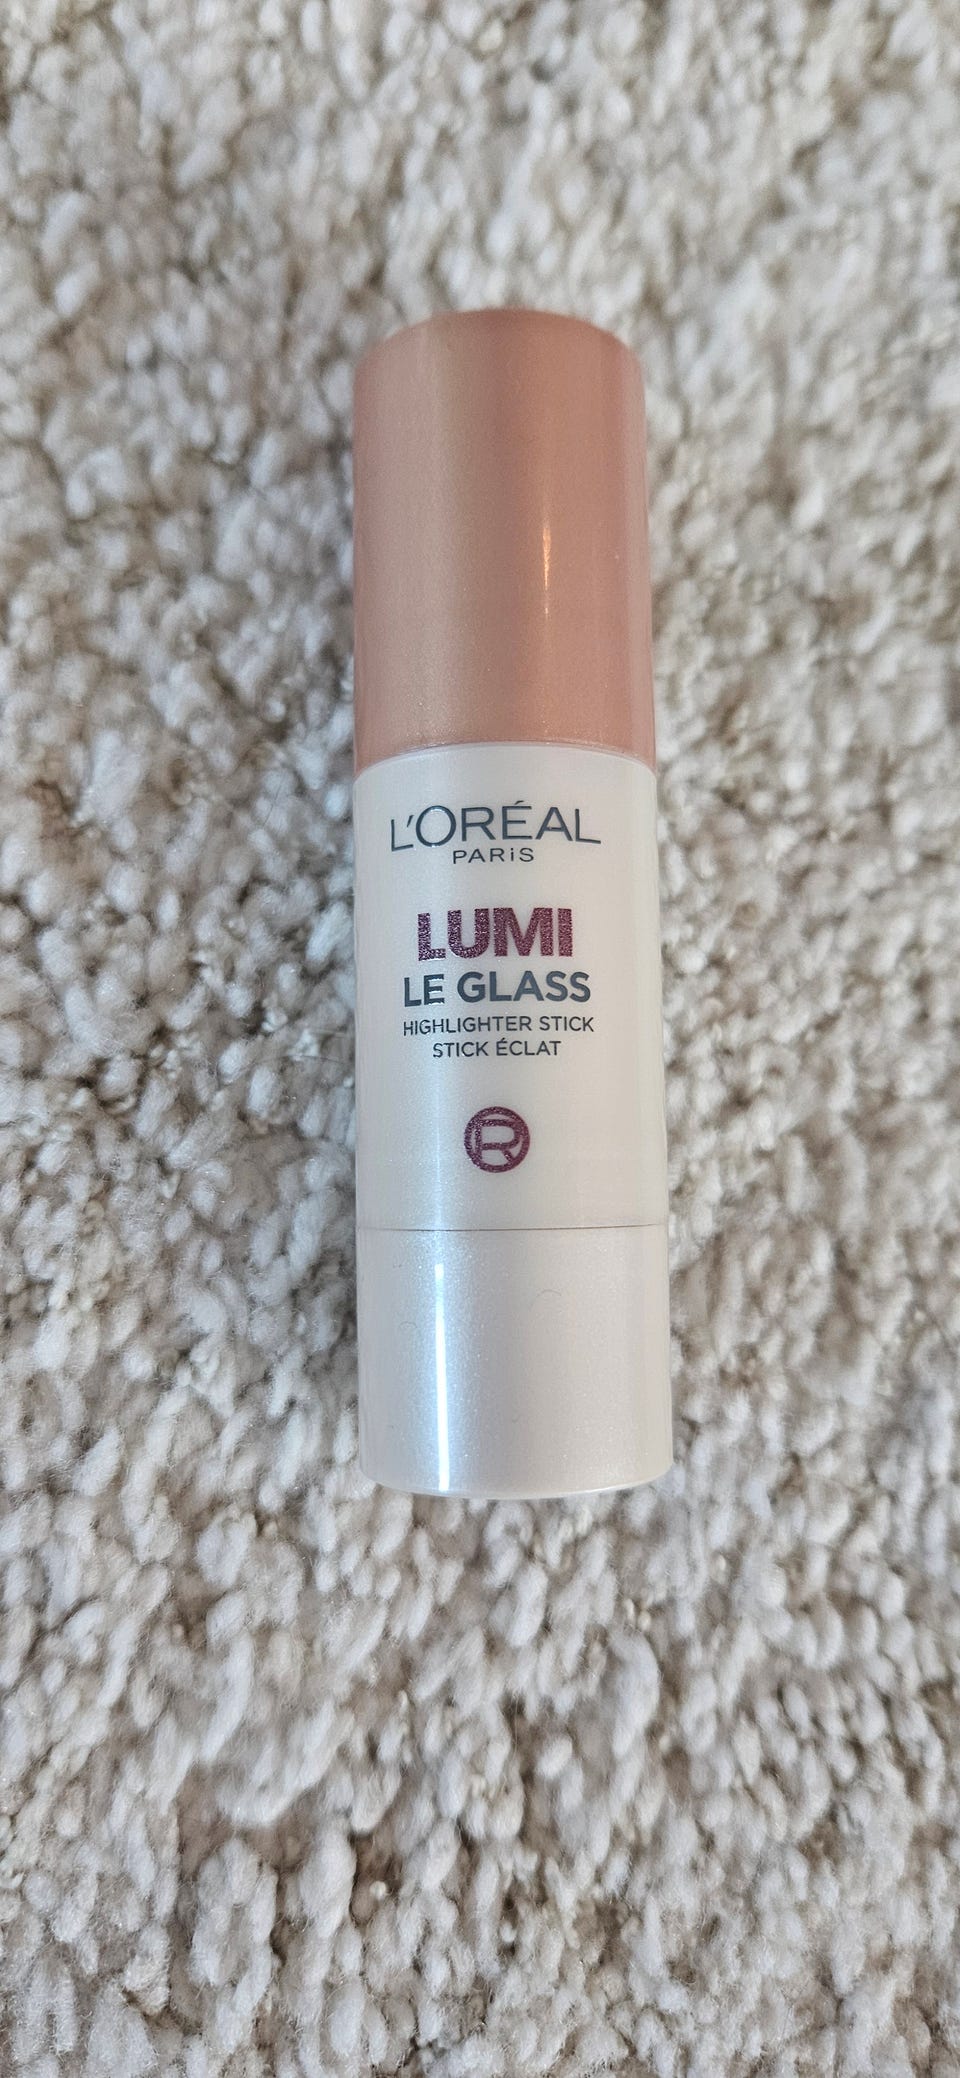 L'ORÉAL
PARiS
LUMI
LE GLASS
HIGHLIGHTER STICK
STICK ÉCLAT
R